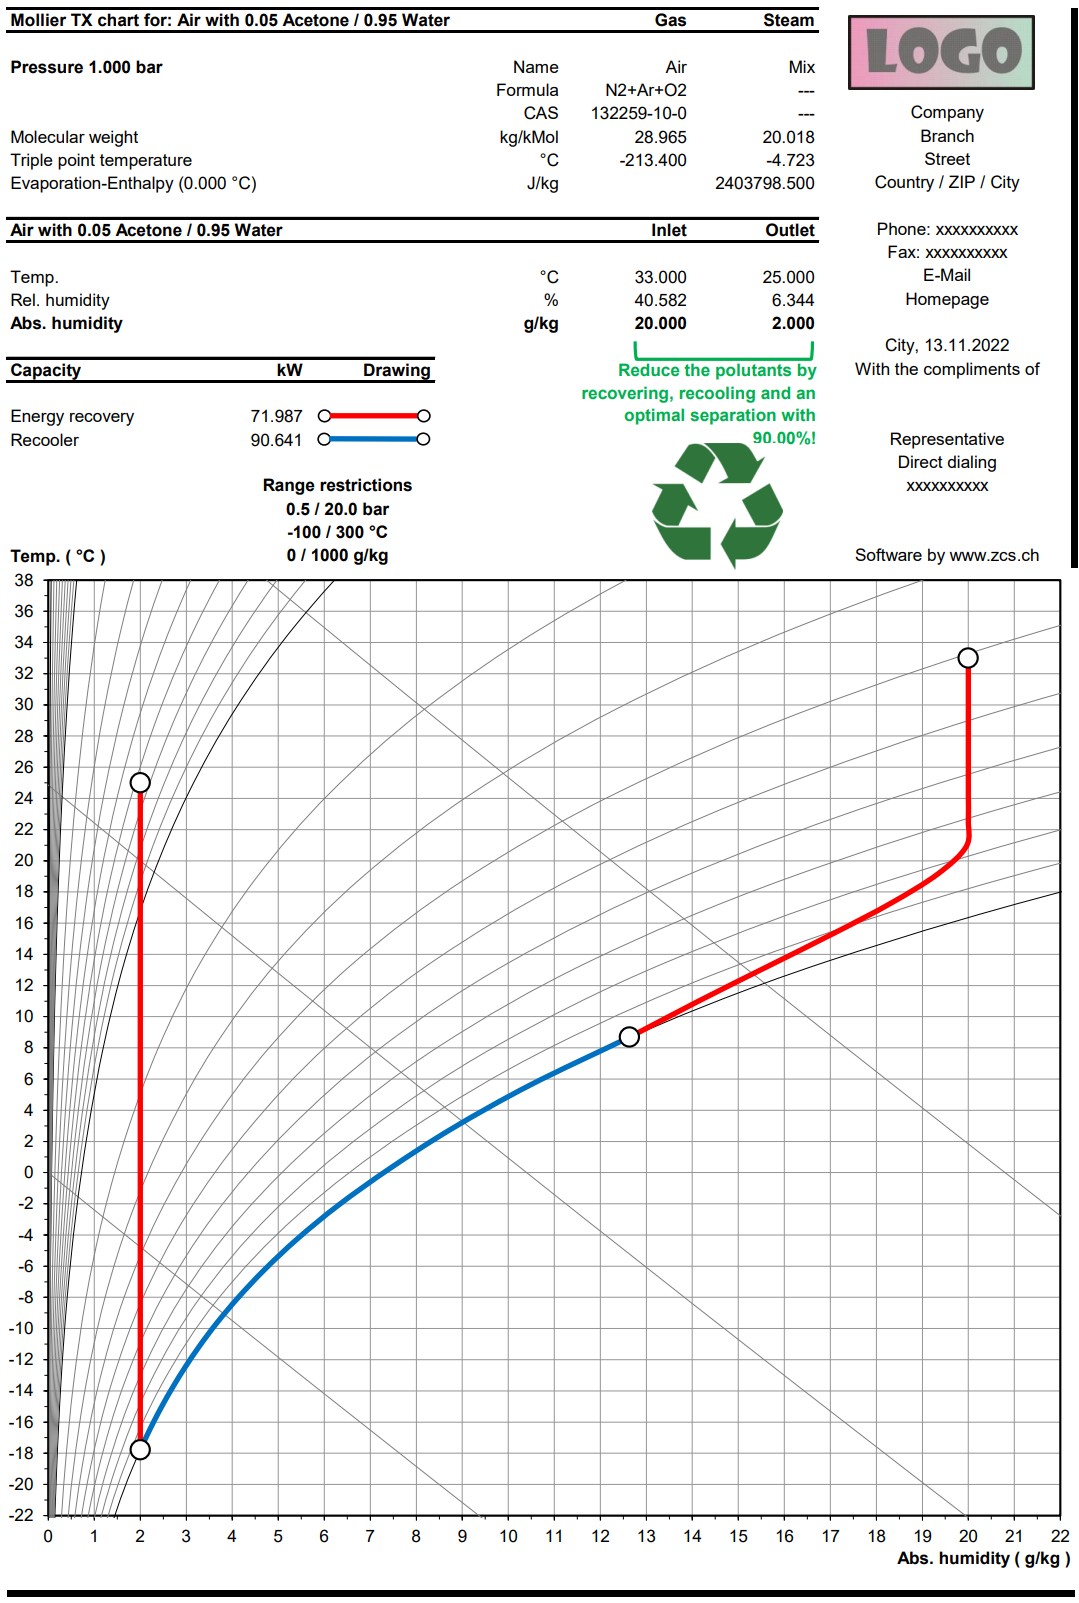 Mollier TX chart for: Air with 0.05 Acetone / 0.95 Water Gas Steam
LOGO
Pressure 1.000 bar Name Air Mix
Formula N2+Ar+O2 ---
CAS 132259-10-0 ---
Molecular weight kg/kMol 28.965 20.018
Triple point temperature °C -213.400 -4.723
Evaporation-Enthalpy (0.000 °C) J/kg 2403798.500
Company
Branch
Street
Country / ZIP / City
Air with 0.05 Acetone / 0.95 Water Inlet Outlet
Temp. °C 33.000 25.000
Rel. humidity % 40.582 6.344
Abs. humidity g/kg 20.000 2.000
Phone: xxxxxxxxxx
Fax: xxxxxxxxxx
E-Mail
Homepage
City, 13.11.2022
With the compliments of
Capacity kW Drawing
Energy recovery 71.987
Recooler 90.641
Reduce the polutants by
recovering, recooling and an
optimal separation with
90.00%!
Representative
Direct dialing
xxxxxxxxxx
Range restrictions
0.5 / 20.0 bar
-100 / 300 °C
0 / 1000 g/kg
Temp. ( °C )
Software by www.zcs.ch
38
36
34
32
30
28
26
24
22
20
18
16
14
12
10
8
6
4
2
0
-2
-4
-6
-8
-10
-12
-14
-16
-18
-20
-22
0 1 2 3 4 5 6 7 8 9 10 11 12 13 14 15 16 17 18 19 20 21 22
Abs. humidity ( g/kg )